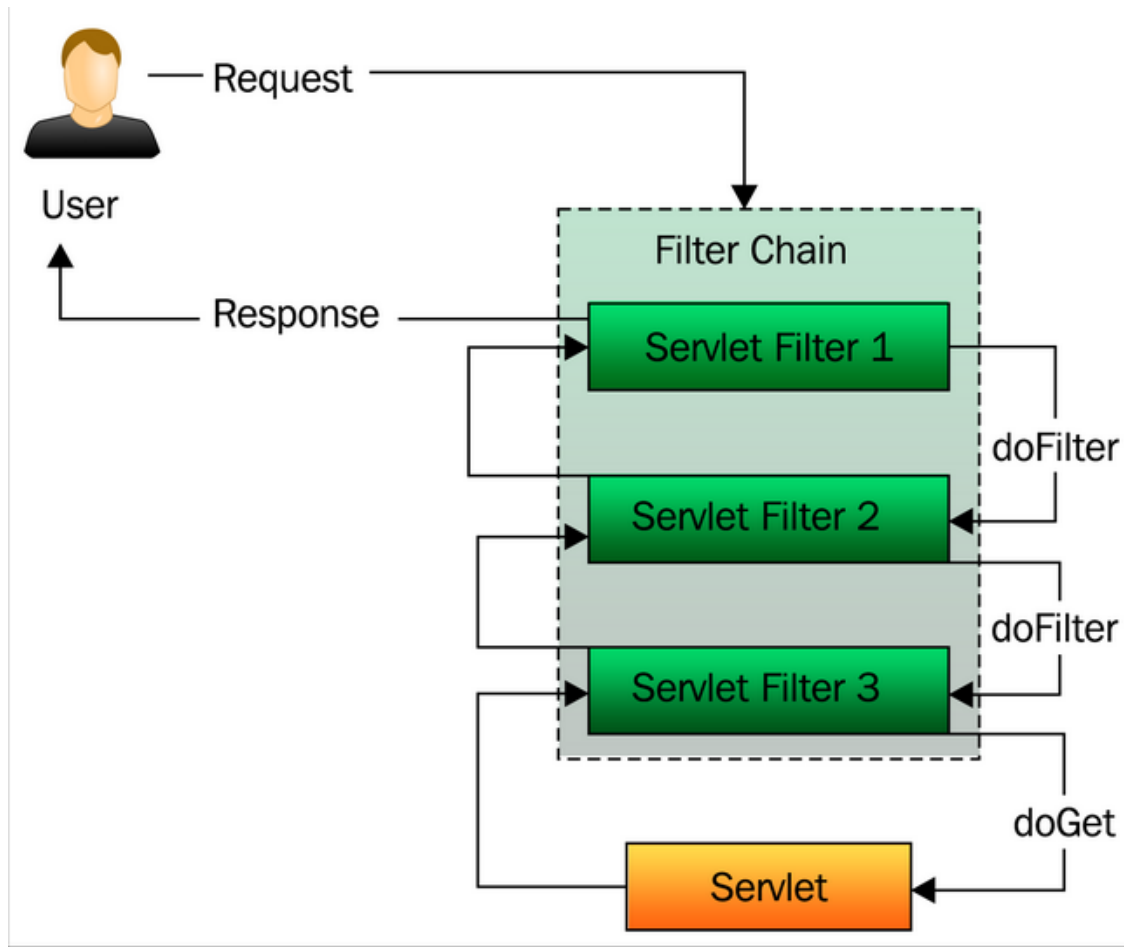 Request
User
Filter Chain
Response
Servlet Filter 1
doFilter
Servlet Filter 2
doFilter
Servlet Filter 3
doGet
Servlet